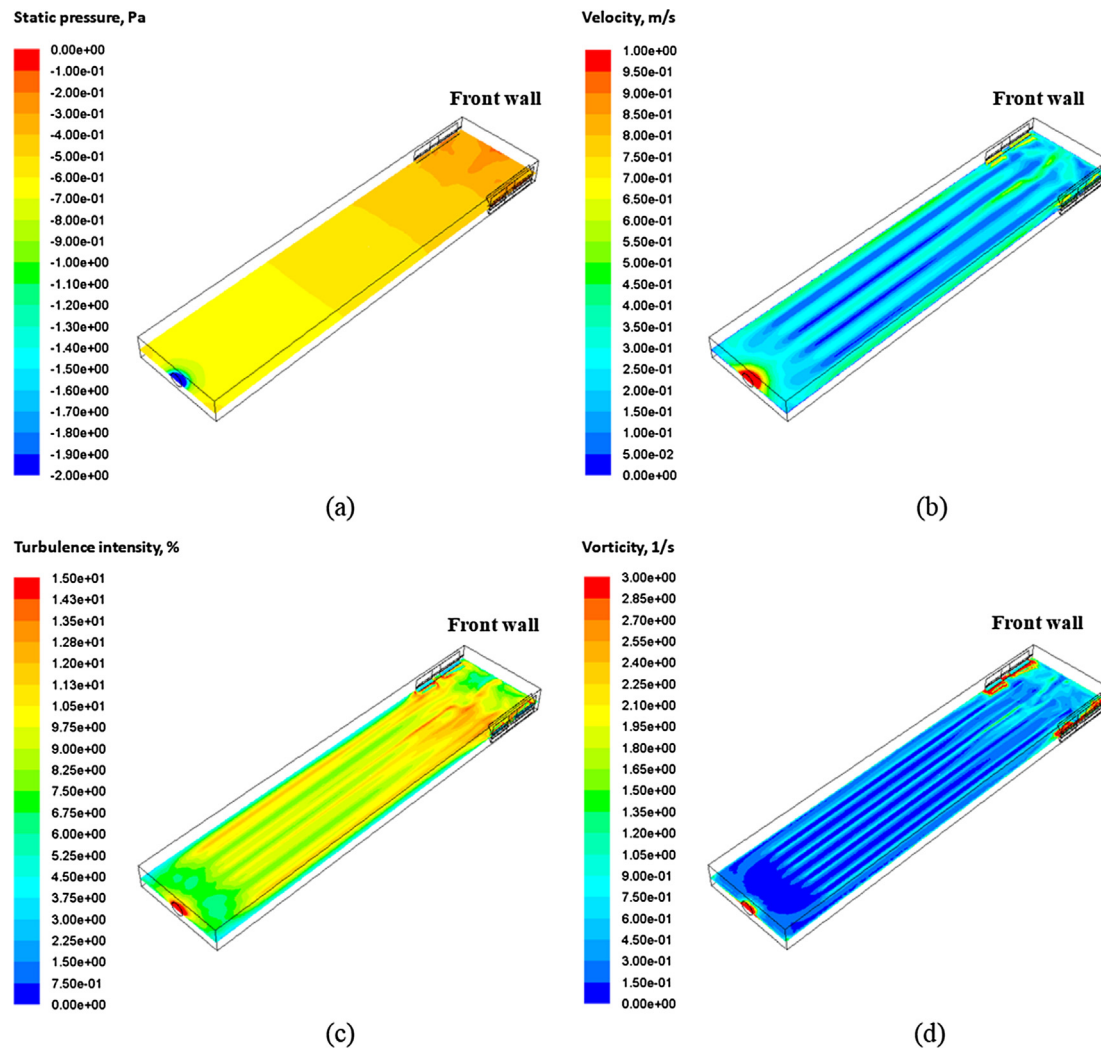 Static pressure, Pa
0.00e+00
-1.00e-01
-3.00e-01
-4.00e-01
-5.00e-01
-6.00e-01
-7.00e-01
-8.00e-01
-9.00e-01
-1.00e+00
-1.10e+00
-1.20e+00
-1.30e+00
-1.40e+00
-1.50e+00
-1.60e+00
-1.70e+00
-1.80e+00
-1.90e+00
-2.00e+00
Front wall
(a)
Velocity, m/s
1.00e+00
9.50e-01
9.00e-01
8.50e-01
8.00e-01
7.50e-01
7.00e-01
6.50e-01
6.00e-01
5.50e-01
5.00e-01
4.50e-01
4.00e-01
3.50e-01
3.00e-01
2.50e-01
2.00e-01
1.50e-01
1.00e-01
5.00e-02
0.00e+00
Front wall
(b)
Turbulence intensity, %
1.50e+01
1.43e+01
1.35e+01
1.28e+01
1.20e+01
1.13e+01
1.05e+01
9.75e+00
9.00e+00
8.25e+00
7.50e+00
6.75e+00
6.00e+00
5.25e+00
4.50e+00
3.75e+00
3.00e+00
2.25e+00
1.50e+00
7.50e-01
0.00e+00
Front wall
(c)
Vorticity, 1/s
3.00e+00
2.85e+00
2.70e+00
2.55e+00
2.40e+00
2.25e+00
2.10e+00
1.95e+00
1.80e+00
1.65e+00
1.50e+00
1.35e+00
1.20e+00
1.05e+00
9.00e-01
7.50e-01
6.00e-01
4.50e-01
3.00e-01
1.50e-01
0.00e+00
Front wall
(d)